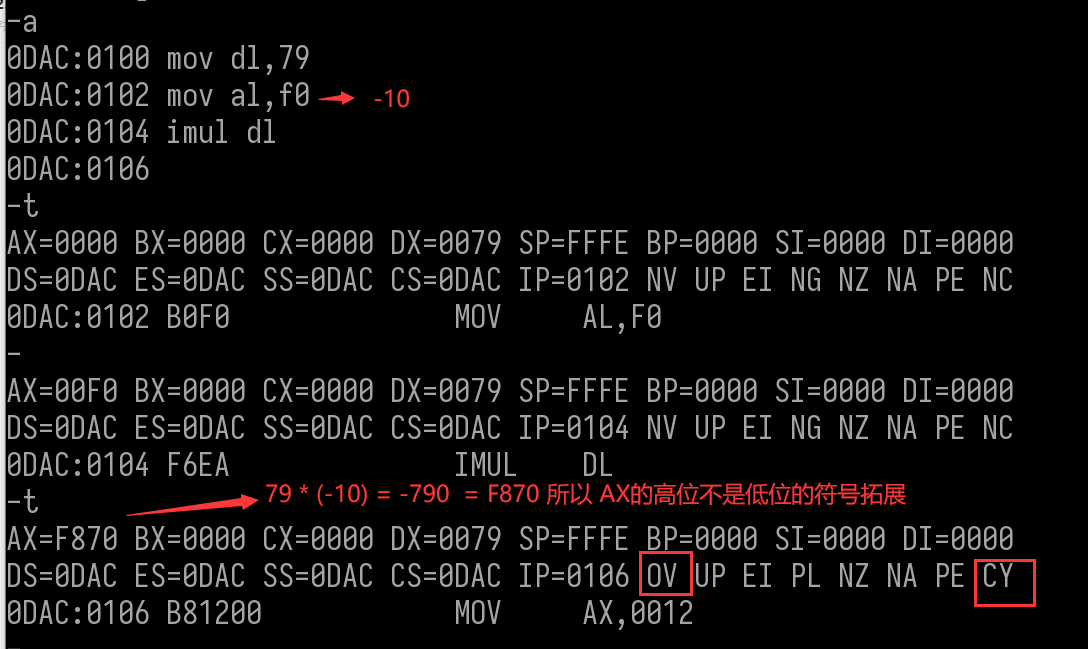 -a
0DAC:0100 mov dl,79
0DAC:0102 mov al,f0 -10
0DAC:0104 imul dl
0DAC:0106
-t
AX=0000 BX=0000 CX=0000 DX=0079 SP=FFFE BP=0000 SI=0000 DI=0000
DS=0DAC ES=0DAC SS=0DAC CS=0DAC IP=0102 NV UP EI NG NZ NA PE NC
0DAC:0102 B0F0 MOV AL,F0
-
AX=00F0 BX=0000 CX=0000 DX=0079 SP=FFFE BP=0000 SI=0000 DI=0000
DS=0DAC ES=0DAC SS=0DAC CS=0DAC IP=0104 NV UP EI NG NZ NA PE NC
0DAC:0104 F6EA IMUL DL
-t 79 * (-10) = -790 = F870 所以 AX的高位不是低位的符号拓展
AX=F870 BX=0000 CX=0000 DX=0079 SP=FFFE BP=0000 SI=0000 DI=0000
DS=0DAC ES=0DAC SS=0DAC CS=0DAC IP=0106 OV UP EI PL NZ NA PE CY
0DAC:0106 B81200 MOV AX,0012